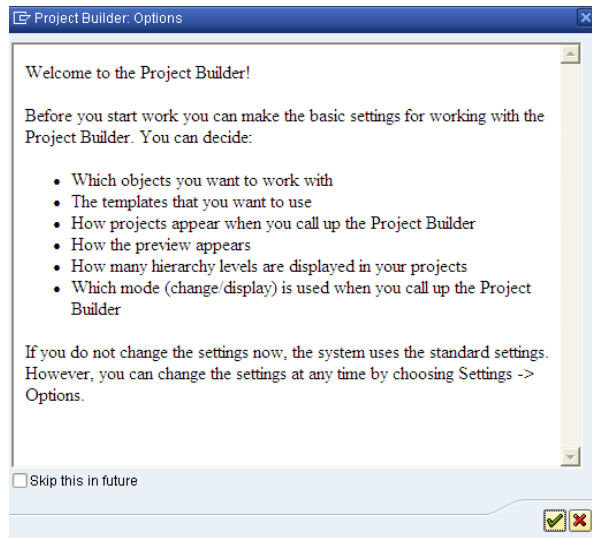 Project Builder: Options
Welcome to the Project Builder!
Before you start work you can make the basic settings for working with the
Project Builder. You can decide:
• Which objects you want to work with
• The templates that you want to use
• How projects appear when you call up the Project Builder
• How the preview appears
• How many hierarchy levels are displayed in your projects
• Which mode (change/display) is used when you call up the Project
Builder
If you do not change the settings now, the system uses the standard settings.
However, you can change the settings at any time by choosing Settings ->
Options.
Skip this in future